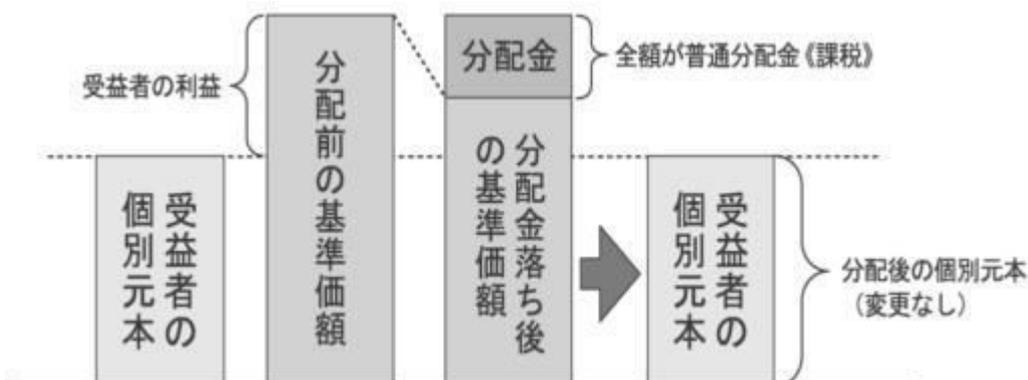 受益者の利益
受益者の
個別元本
分配前の基準価額
分配金
全額が普通分配金《課税》
分配金落ち後
の基準価額
受益者の
個別元本
分配後の個別元本
（変更なし）